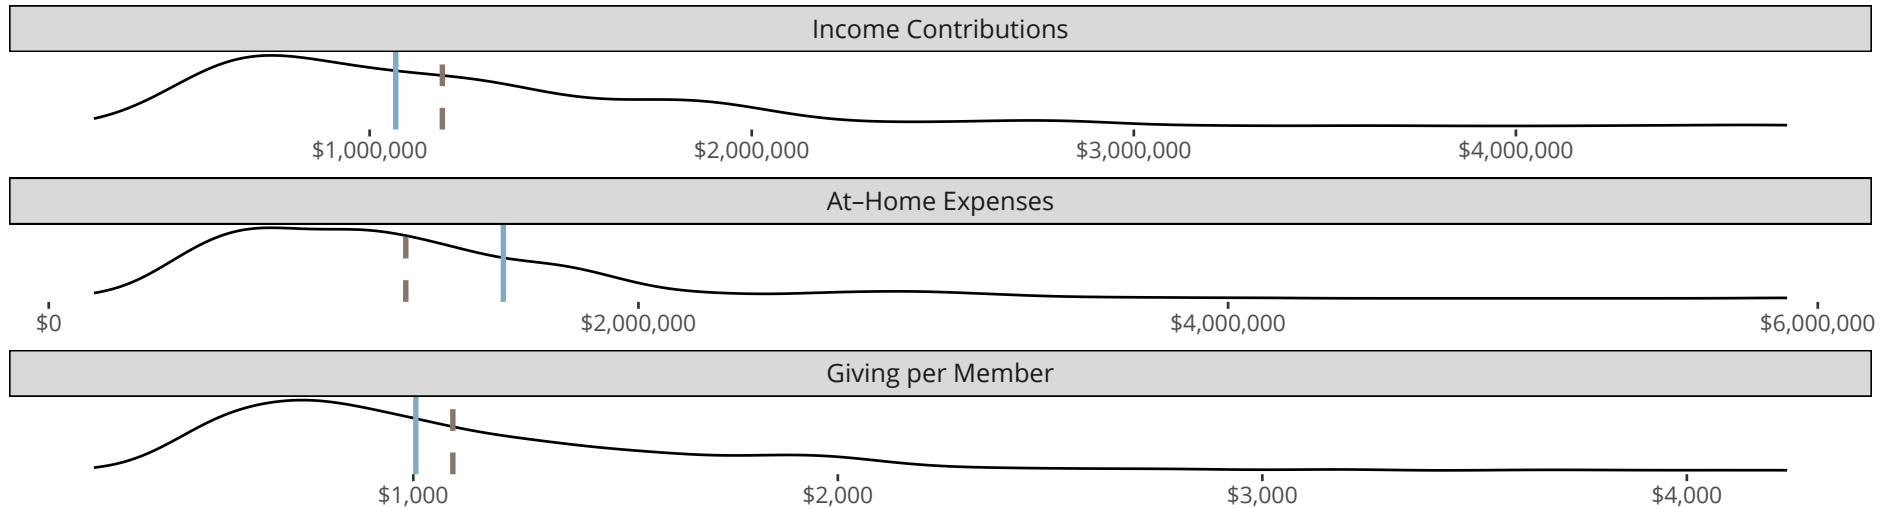 Income Contributions
$1,000,000 $2,000,000 $3,000,000 $4,000,000
At–Home Expenses
$0 $2,000,000 $4,000,000 $6,000,000
Giving per Member
$1,000 $2,000 $3,000 $4,000